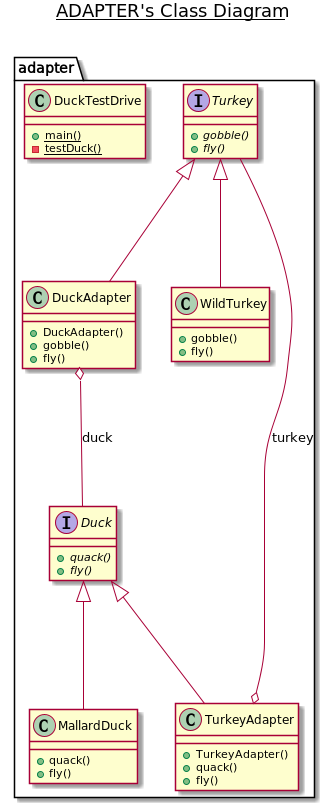 ADAPTER's Class Diagram
adapter
C DuckTestDrive
main()
testDuck()
I Turkey
gobble()
fly()
C DuckAdapter
DuckAdapter()
gobble()
fly()
C WildTurkey
gobble()
fly()
duck
turkey
I Duck
quack()
fly()
C MallardDuck
quack()
fly()
C TurkeyAdapter
TurkeyAdapter()
quack()
fly()